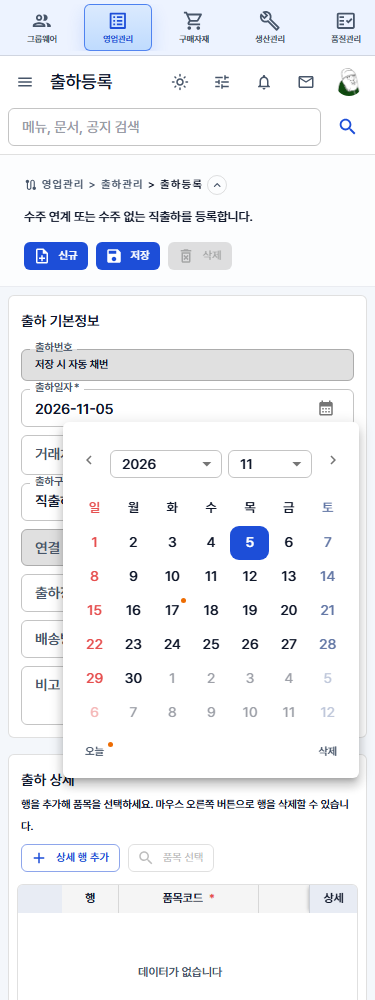 그룹웨어
영업관리
구매자재
생산관리
품질관리
출하등록
메뉴, 문서, 공지 검색
영업관리 > 출하관리 > 출하등록
수주 연계 또는 수주 없는 직출하를 등록합니다.
신규
저장
삭제
출하 기본정보
출하번호
저장 시 자동 채번
출하일자 *
2026-11-05
출하구
연결
비고
2026
11
일 월 화 수 목 금 토
1 2 3 4 5 6 7
8 9 10 11 12 13 14
15 16 17 18 19 20 21
22 23 24 25 26 27 28
29 30 1 2 3 4 5
6 7 8 9 10 11 12
오늘
삭제
출하 상세
행을 추가해 품목을 선택하세요. 마우스 오른쪽 버튼으로 행을 삭제할 수 있습니
다.
상세 행 추가
품목 선택
행
품목코드 *
상세
데이터가 없습니다